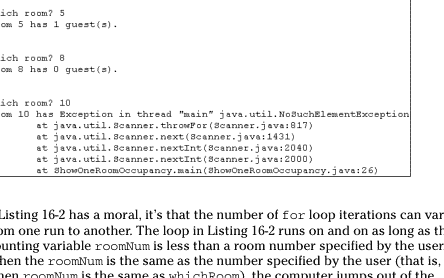 ich room? 5
om 5 has 1 guest(s).
ich room? 8
om 8 has 0 guest(s).
ich room? 10
om 10 has Exception in thread "main" java.util.NoSuchElementException
at java.util.Scanner.throwFor(Scanner.java:817)
at java.util.Scanner.next(Scanner.java:1431)
at java.util.Scanner.nextInt(Scanner.java:2040)
at java.util.Scanner.nextInt(Scanner.java:2000)
at ShowOneRoomOccupancy.main(ShowOneRoomOccupancy.java:26)
Listing 16-2 has a moral, it's that the number of for loop iterations can var
om one run to another. The loop in Listing 16-2 runs on and on as long as th
unting variable roomNum is less than a room number specified by the user
hen the roomNum is the same as the number specified by the user (that is,
hen roomNum is the same as whichRoom), the computer jumps out of the